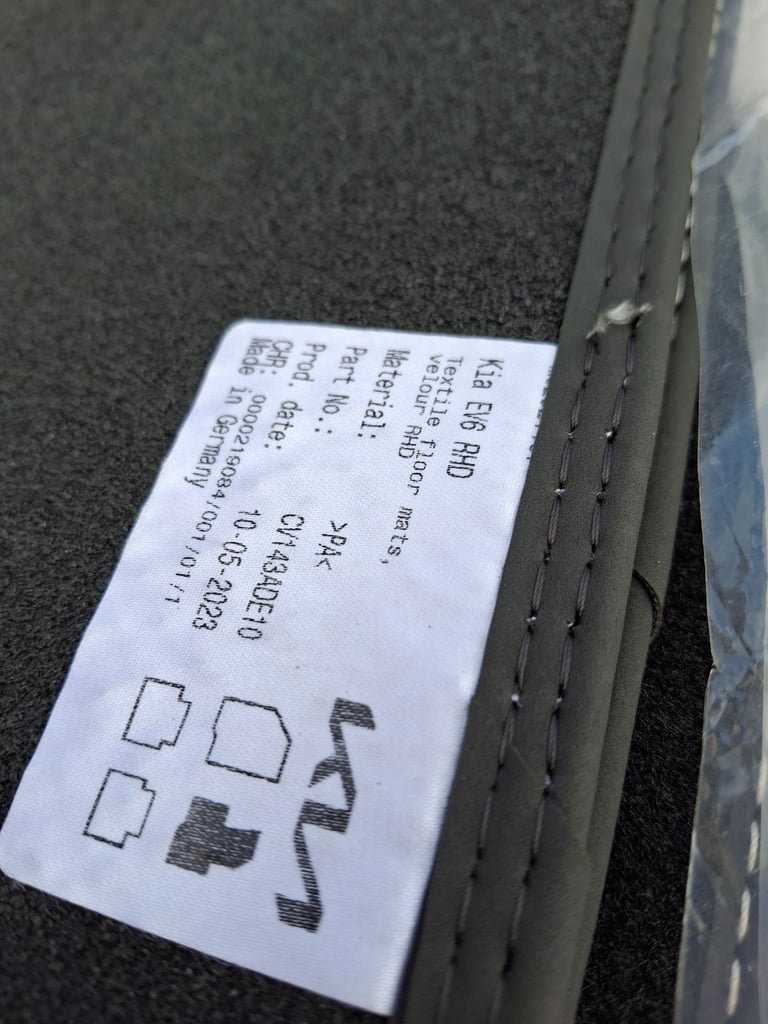 Kia EV6 RHD
Textile floor mats,
velour RHD
Material: >PA<
Part No.: CV143ADE10
Prod. date: 10-05-2023
CHR: 0000219084/001/01/1
Made in Germany
KIA